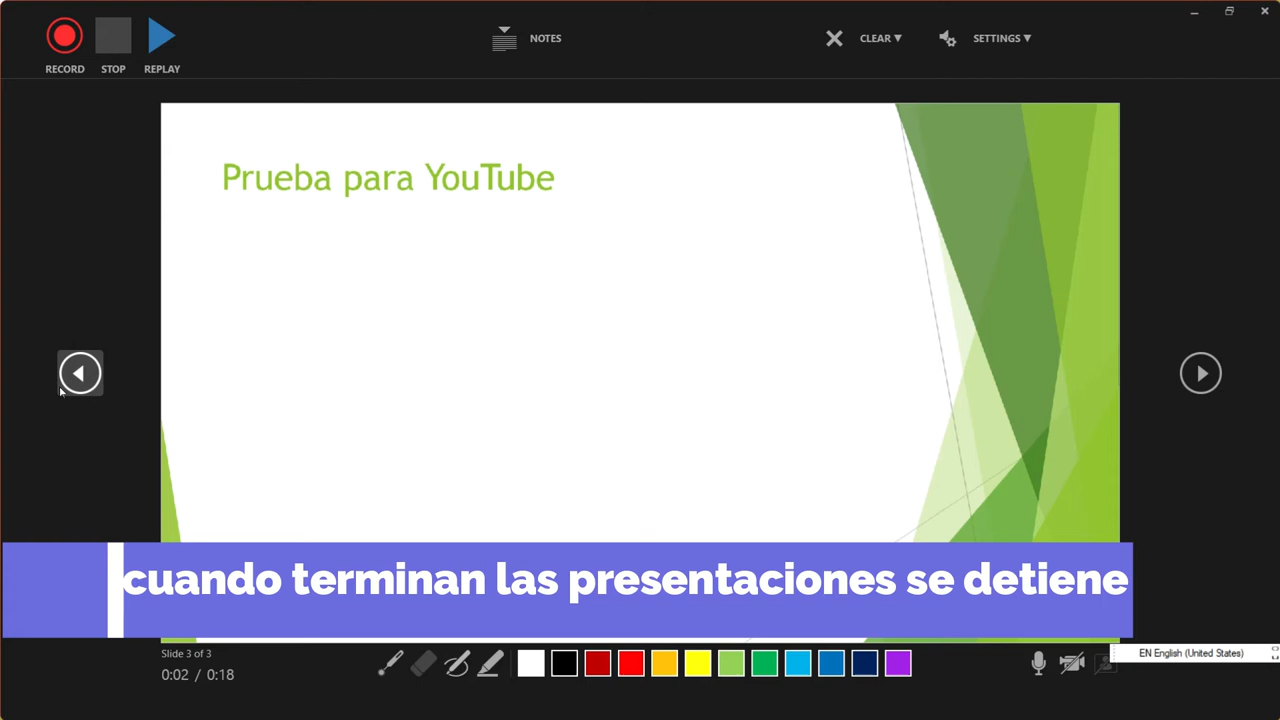 RECORD STOP REPLAY
NOTES
CLEAR ▼ SETTINGS ▼
Prueba para YouTube
cuando terminan las presentaciones se detiene
Slide 3 of 3
0:02 / 0:18
EN English (United States)